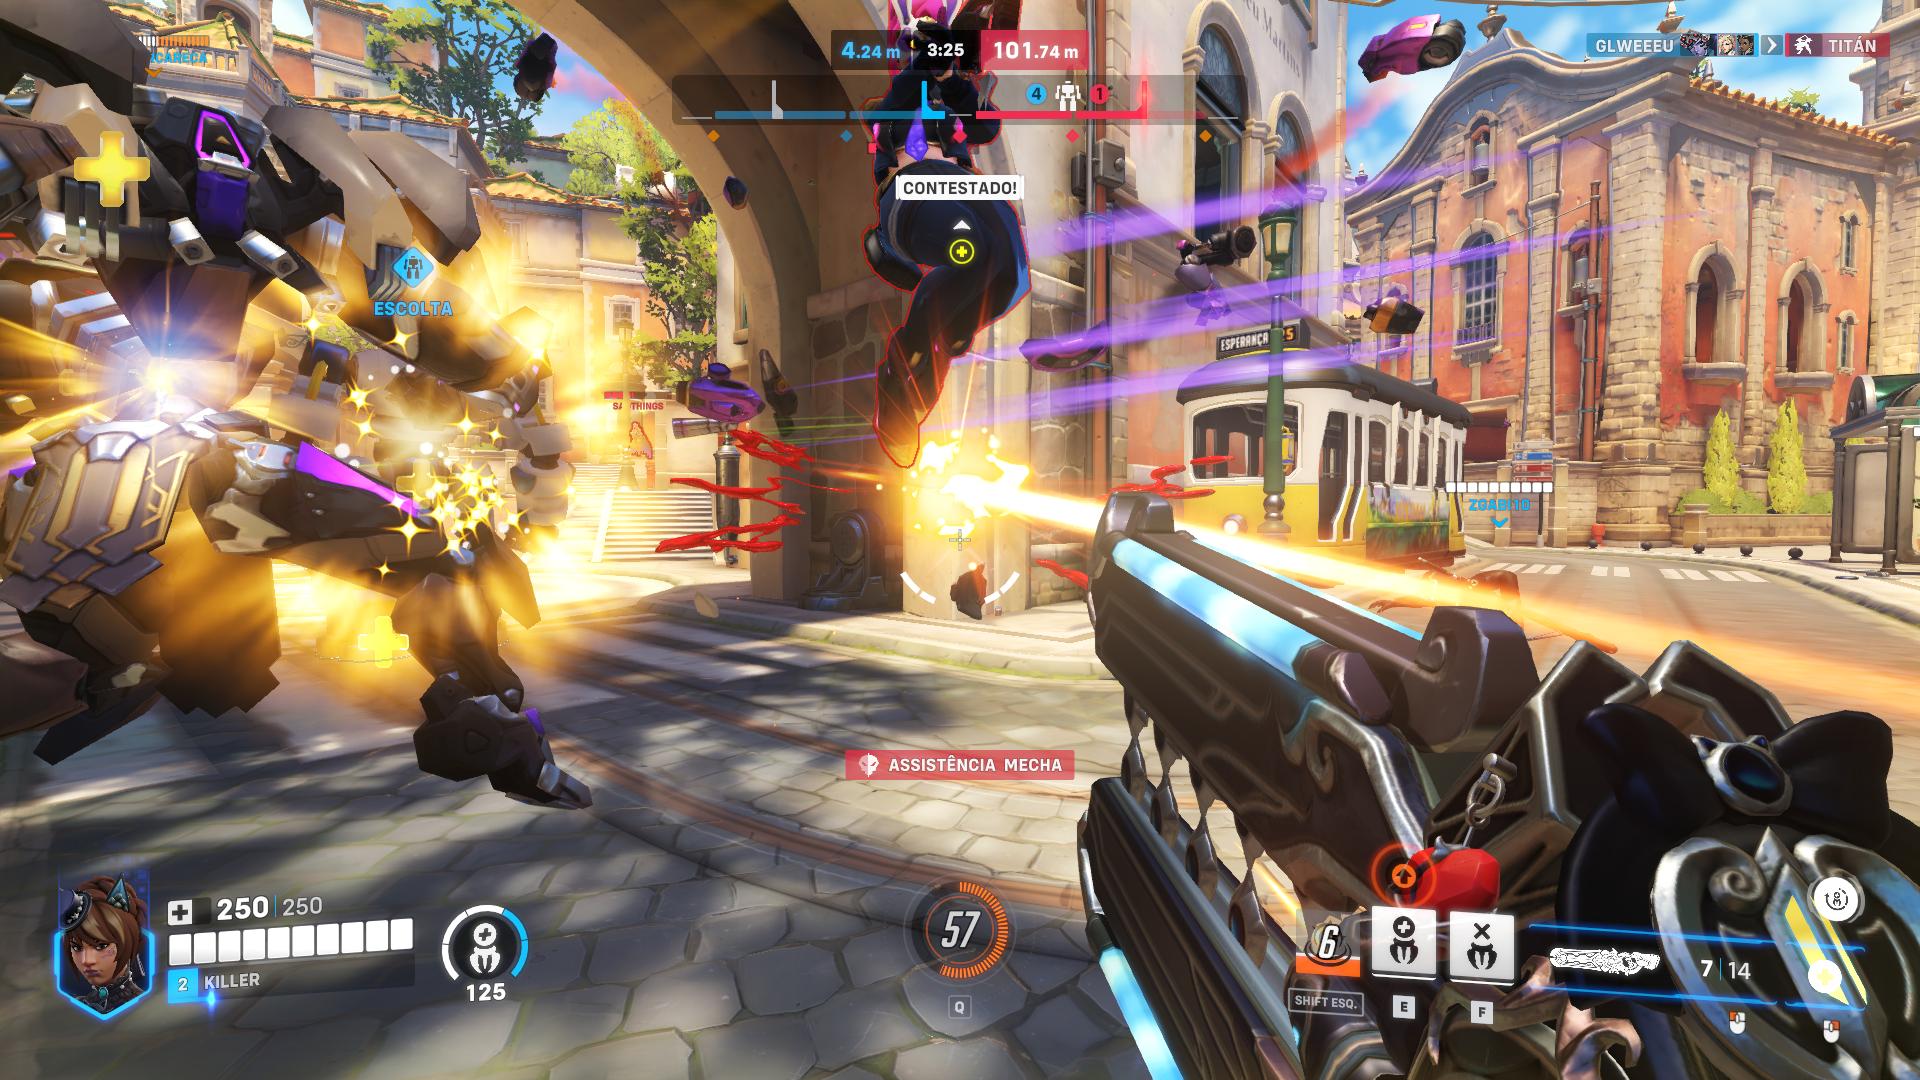 4.24 m
3:25
101.74 m
4
1
GLWEEEU
TITÁN
CONTESTADO!
ESCOLTA
ESPERANÇA
ZGABI10
ASSISTÊNCIA MECHA
250 | 250
2 KILLER
125
57
Q
6
SHIFT ESQ.
E
F
7 | 14